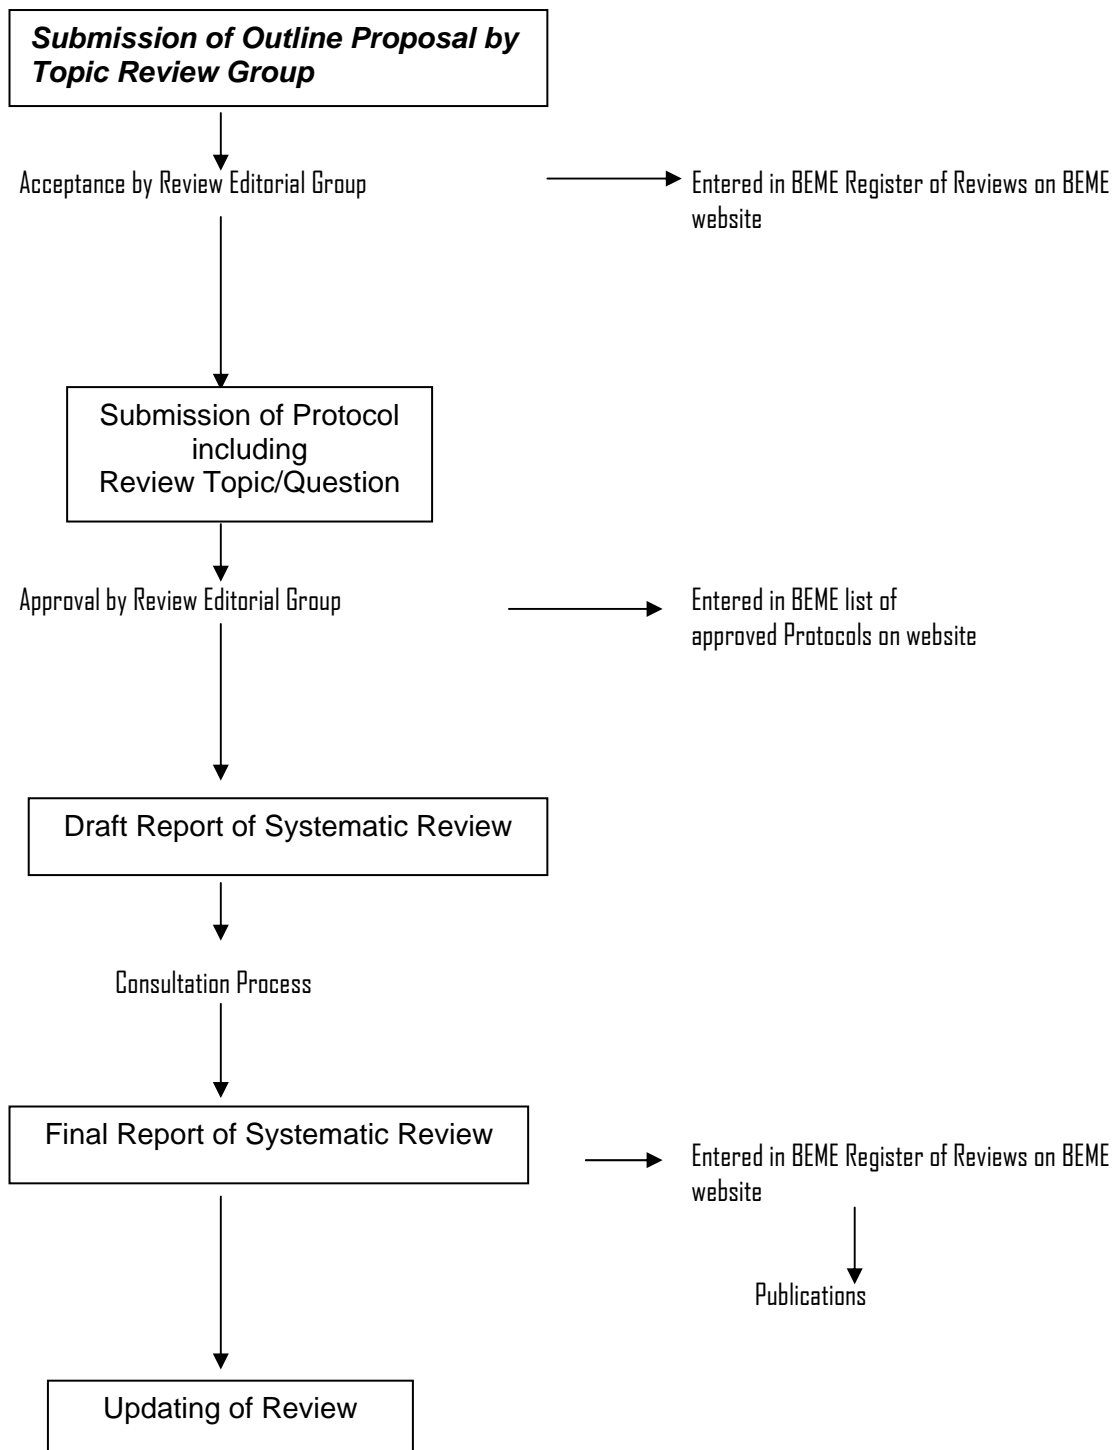 Submission of Outline Proposal by
Topic Review Group
Acceptance by Review Editorial Group
Entered in BEME Register of Reviews on BEME
website
Submission of Protocol
including
Review Topic/Question
Approval by Review Editorial Group
Entered in BEME list of
approved Protocols on website
Draft Report of Systematic Review
Consultation Process
Final Report of Systematic Review
Entered in BEME Register of Reviews on BEME
website
Publications
Updating of Review